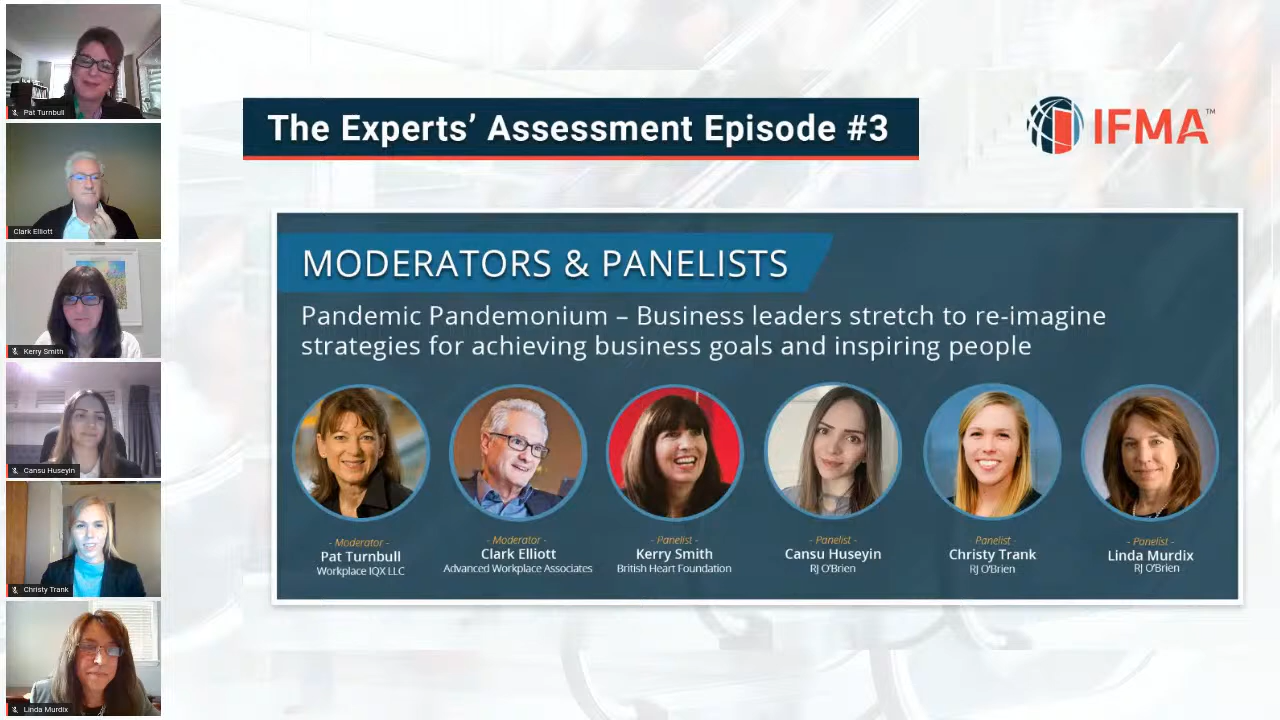 Pat Turnbull
Clark Elliott
Kerry Smith
Cansu Huseyin
Christy Trank
Linda Murdix
The Experts' Assessment Episode #3
IFMA™
MODERATORS & PANELISTS
Pandemic Pandemonium – Business leaders stretch to re-imagine
strategies for achieving business goals and inspiring people
- Moderator -
Pat Turnbull
Workplace IQX LLC
- Moderator -
Clark Elliott
Advanced Workplace Associates
- Panelist -
Kerry Smith
British Heart Foundation
- Panelist -
Cansu Huseyin
RJ O'Brien
- Panelist -
Christy Trank
RJ O'Brien
- Panelist -
Linda Murdix
RJ O'Brien